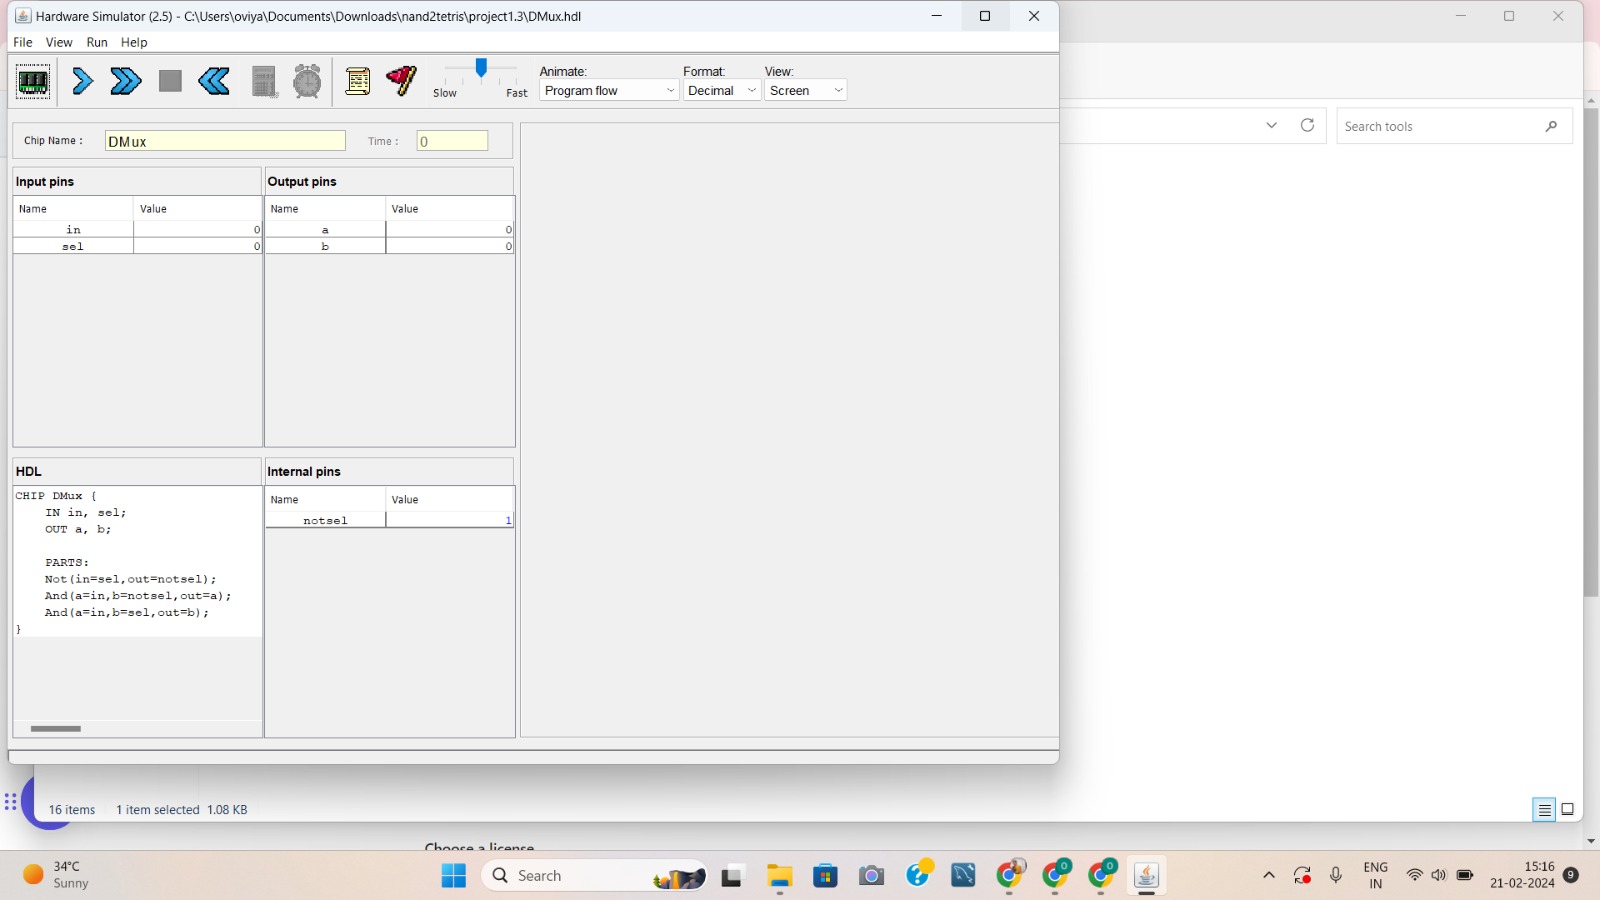 Hardware Simulator (2.5) - C:\Users\oviya\Documents\Downloads\nand2tetris\project1.3\DMux.hdl
File View Run Help
Slow Fast
Animate: Format: View:
Program flow Decimal Screen
Search tools
Chip Name : DMux Time : 0
Input pins Output pins
Name Value Name Value
in 0 a 0
sel 0 b 0
HDL Internal pins
Name Value
notsel 1
CHIP DMux {
IN in, sel;
OUT a, b;
PARTS:
Not(in=sel,out=notsel);
And(a=in,b=notsel,out=a);
And(a=in,b=sel,out=b);
}
16 items 1 item selected 1.08 KB
Choose a license
34°C
Sunny
Search
0
0
ENG
IN
15:16
21-02-2024
9